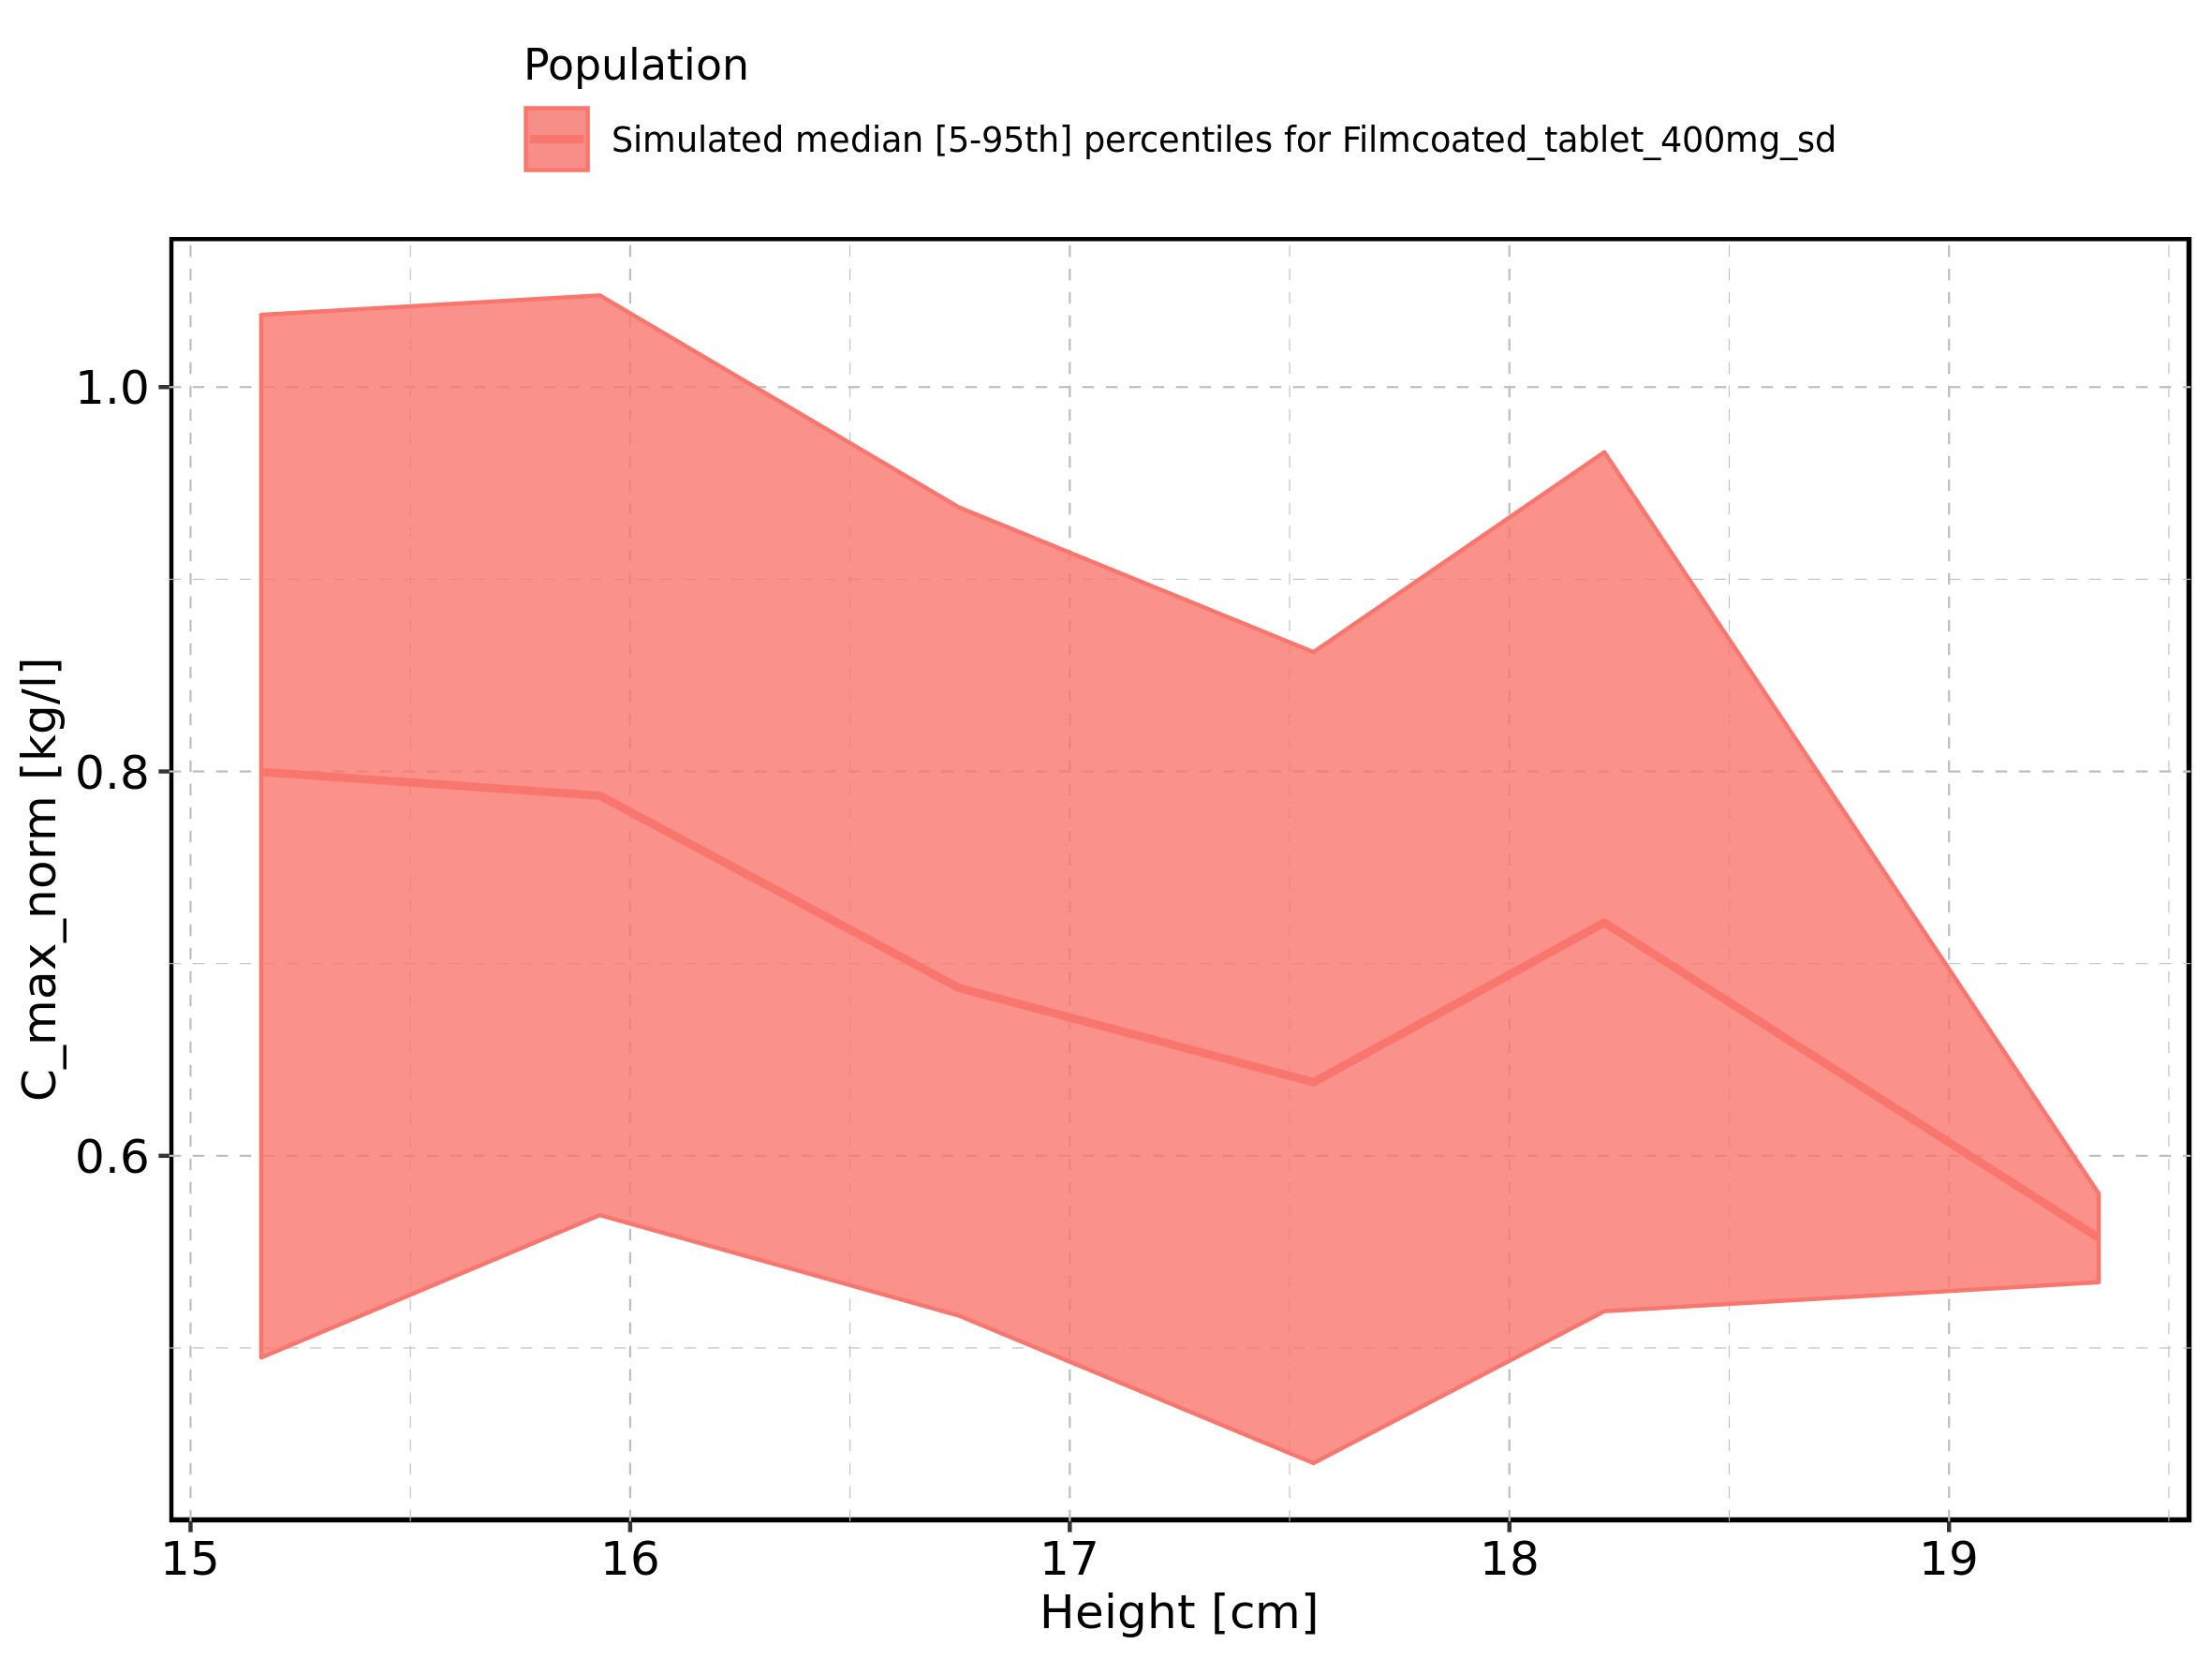 Population
Simulated median [5-95th] percentiles for Filmcoated_tablet_400mg_sd
C_max_norm [kg/l]
1.0
0.8
0.6
15 16 17 18 19
Height [cm]